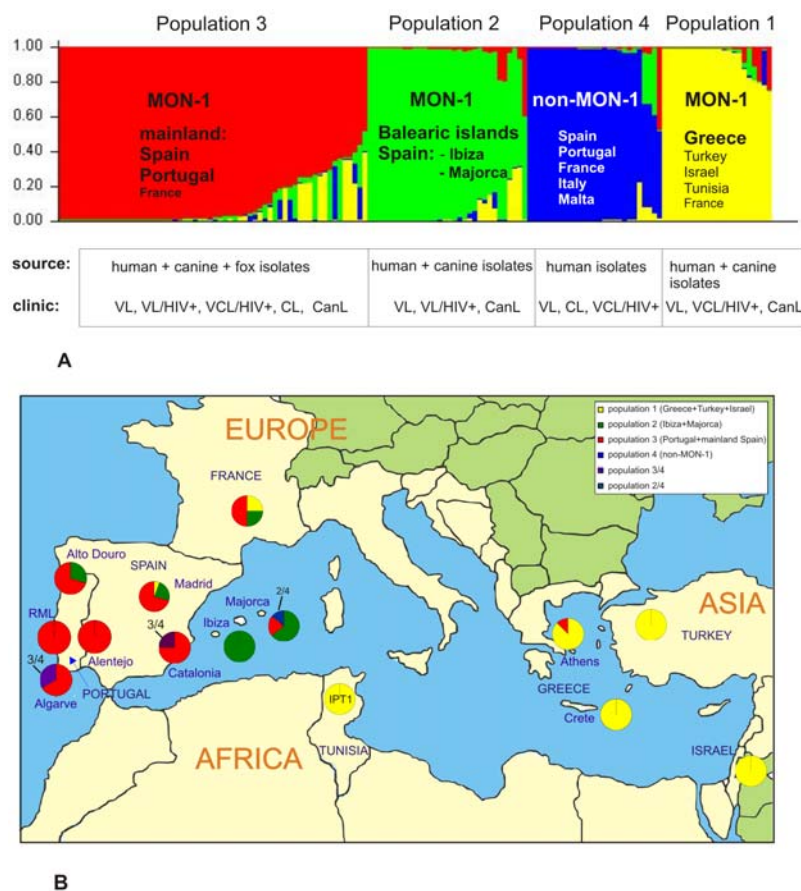 Population 3 Population 2 Population 4 Population 1
1.00
0.80
0.60
0.40
0.20
0.00
MON-1
mainland:
Spain
Portugal
France
MON-1
Balearic islands
Spain: - Ibiza
- Majorca
non-MON-1
Spain
Portugal
France
Italy
Malta
MON-1
Greece
Turkey
Israel
Tunisia
France
source:
human + canine + fox isolates
human + canine isolates
human isolates
human + canine
isolates
clinic:
VL, VL/HIV+, VCL/HIV+, CL, CanL
VL, VL/HIV+, CanL
VL, CL, VCL/HIV+
VL, VCL/HIV+, CanL
A
population 1 (Greece+Turkey+Israel)
population 2 (Ibiza+Majorca)
population 3 (Portugal+mainland Spain)
population 4 (non-MON-1)
population 3/4
population 2/4
EUROPE
FRANCE
Alto Douro
SPAIN
Madrid
RML
3/4
Majorca
2/4
Ibiza
ASIA
TURKEY
3/4
Alentejo
Catalonia
Algarve
PORTUGAL
Athens
GREECE
Crete
IPT1
TUNISIA
AFRICA
ISRAEL
B